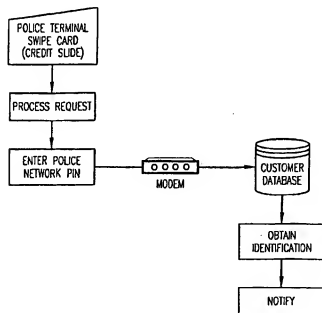 POLICE TERMINAL
SWIPE CARD
(CREDIT SLIDE)
PROCESS REQUEST
ENTER POLICE
NETWORK PIN
MODEM
CUSTOMER
DATABASE
OBTAIN
IDENTIFICATION
NOTIFY